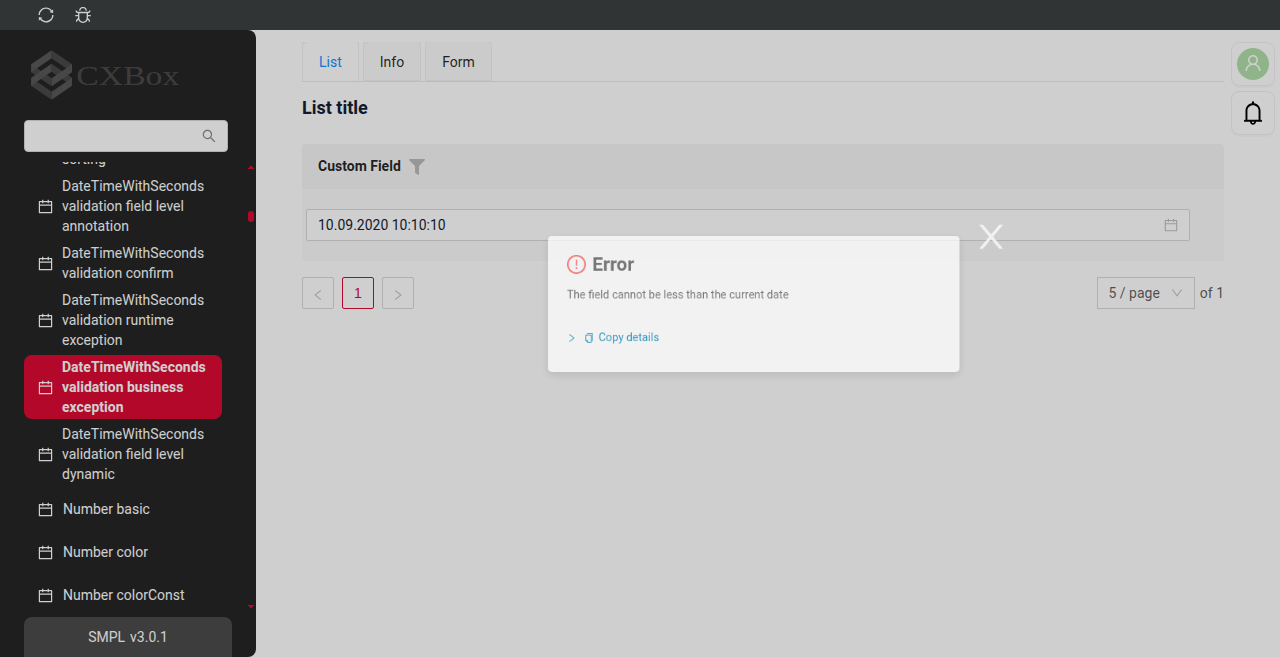 CXBox
sorting
DateTimeWithSeconds
validation field level
annotation
DateTimeWithSeconds
validation confirm
DateTimeWithSeconds
validation runtime
exception
DateTimeWithSeconds
validation business
exception
DateTimeWithSeconds
validation field level
dynamic
Number basic
Number color
Number colorConst
SMPL v3.0.1
List Info Form
List title
Custom Field
10.09.2020 10:10:10
1
5 / page of 1
Error
The field cannot be less than the current date
Copy details